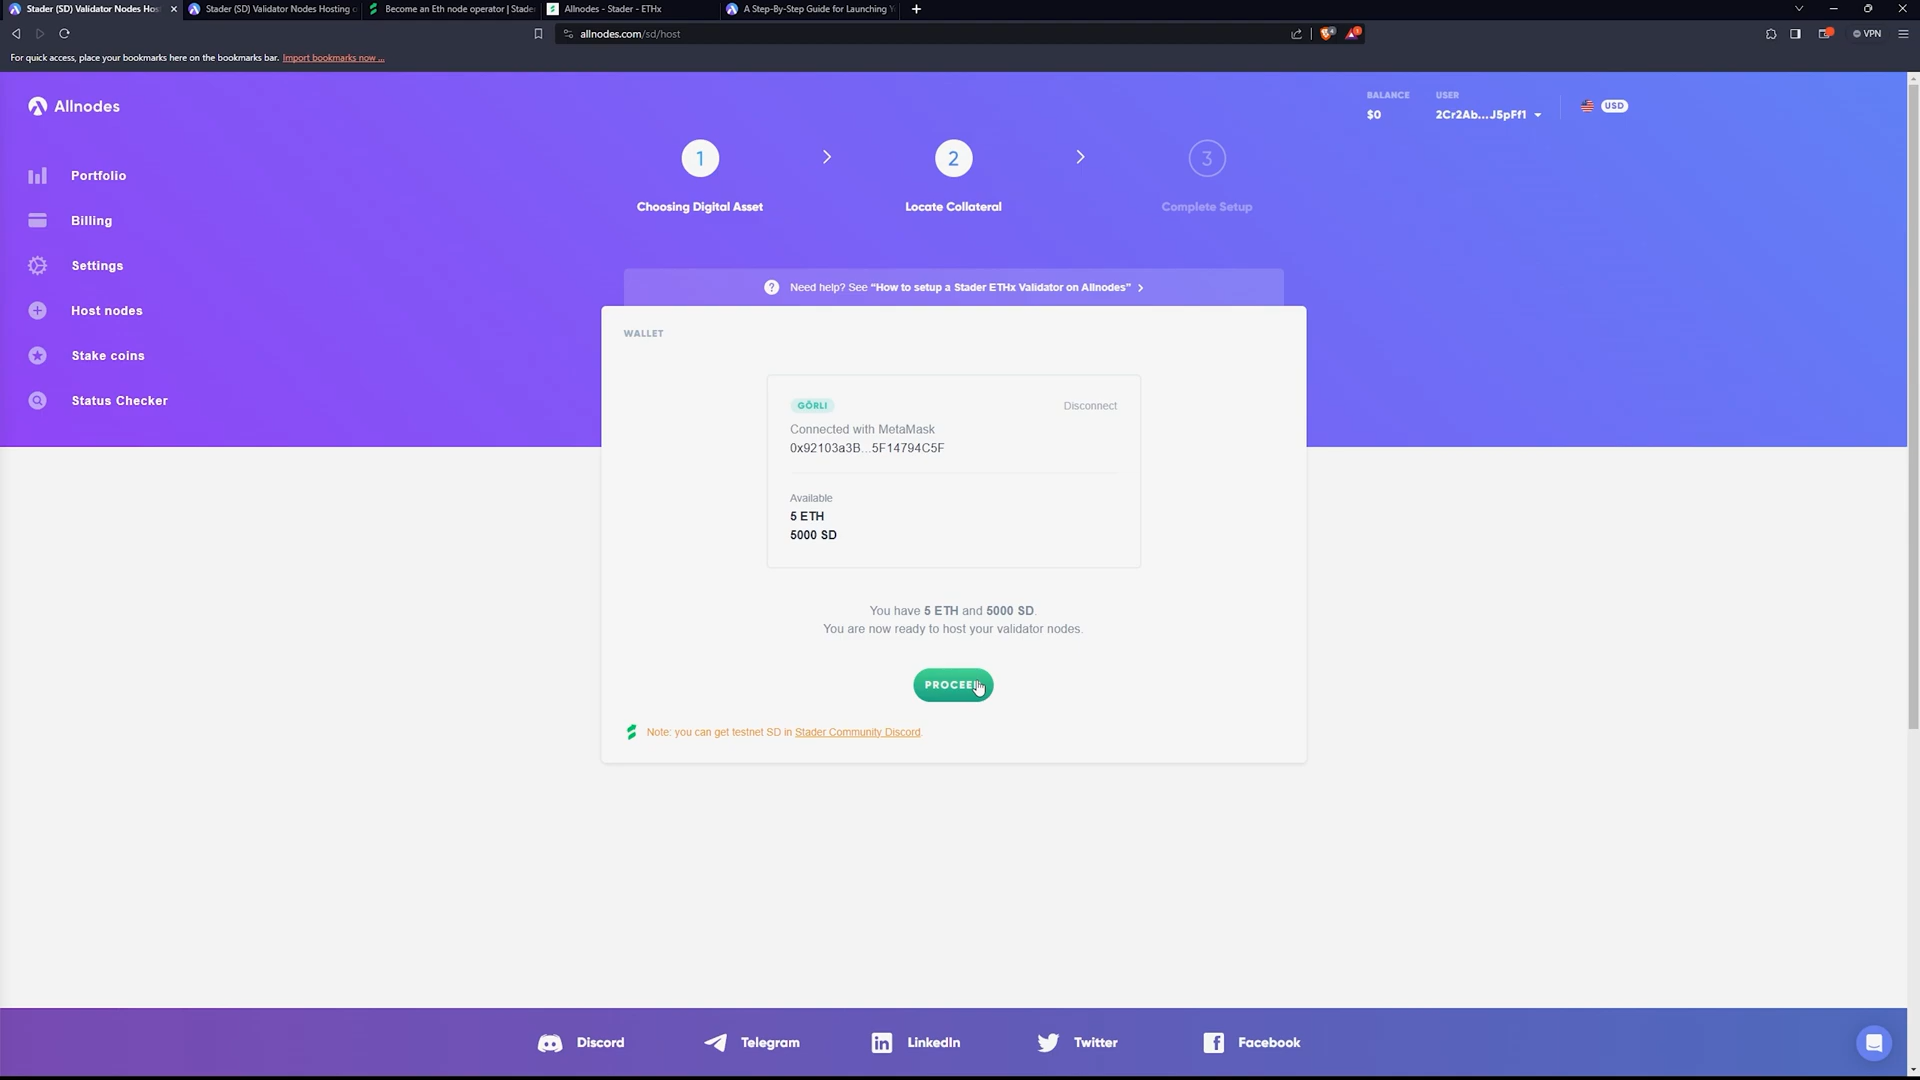 Stader (SD) Validator Nodes Hos
Stader (SD) Validator Nodes Hosting o
Become an Eth node operator | Stade
Allnodes - Stader - ETHx
A Step-By-Step Guide for Launching Y
allnodes.com/sd/host
VPN
For quick access, place your bookmarks here on the bookmarks bar. Import bookmarks now ...
Allnodes
BALANCE
$0
USER
2Cr2Ab...J5pFf1
USD
Portfolio
Billing
Settings
Host nodes
Stake coins
Status Checker
1
2
3
Choosing Digital Asset
Locate Collateral
Complete Setup
? Need help? See “How to setup a Stader ETHx Validator on Allnodes”
WALLET
GÖRLI
Disconnect
Connected with MetaMask
0x92103a3B...5F14794C5F
Available
5 ETH
5000 SD
You have 5 ETH and 5000 SD.
You are now ready to host your validator nodes.
PROCEE
Note: you can get testnet SD in Stader Community Discord.
Discord
Telegram
LinkedIn
Twitter
Facebook